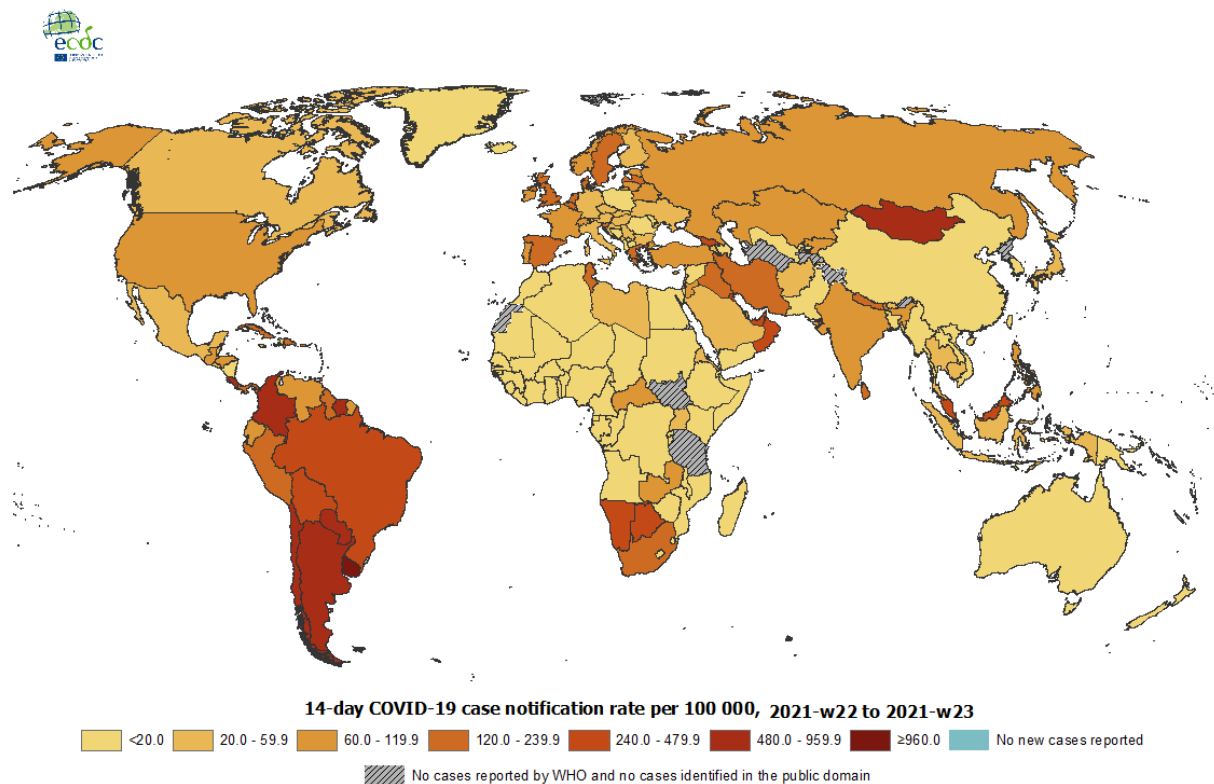 ecdc
14-day COVID-19 case notification rate per 100 000, 2021-w22 to 2021-w23
<20.0 20.0 - 59.9 60.0 - 119.9 120.0 - 239.9 240.0 - 479.9 480.0 - 959.9 ≥960.0 No new cases reported
No cases reported by WHO and no cases identified in the public domain